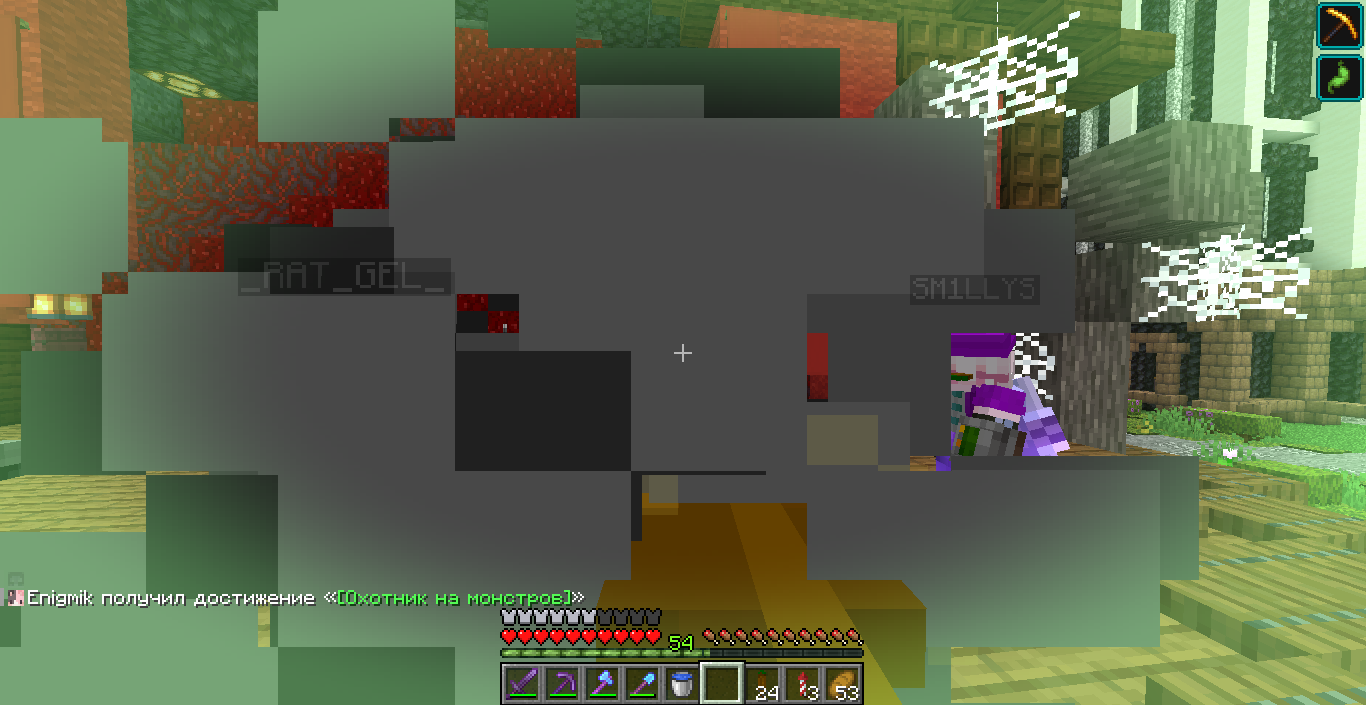 _RAT_GEL_
SM1LLYS
Enigmik получил достижение «[Охотник на монстров]»
54
24 3 53